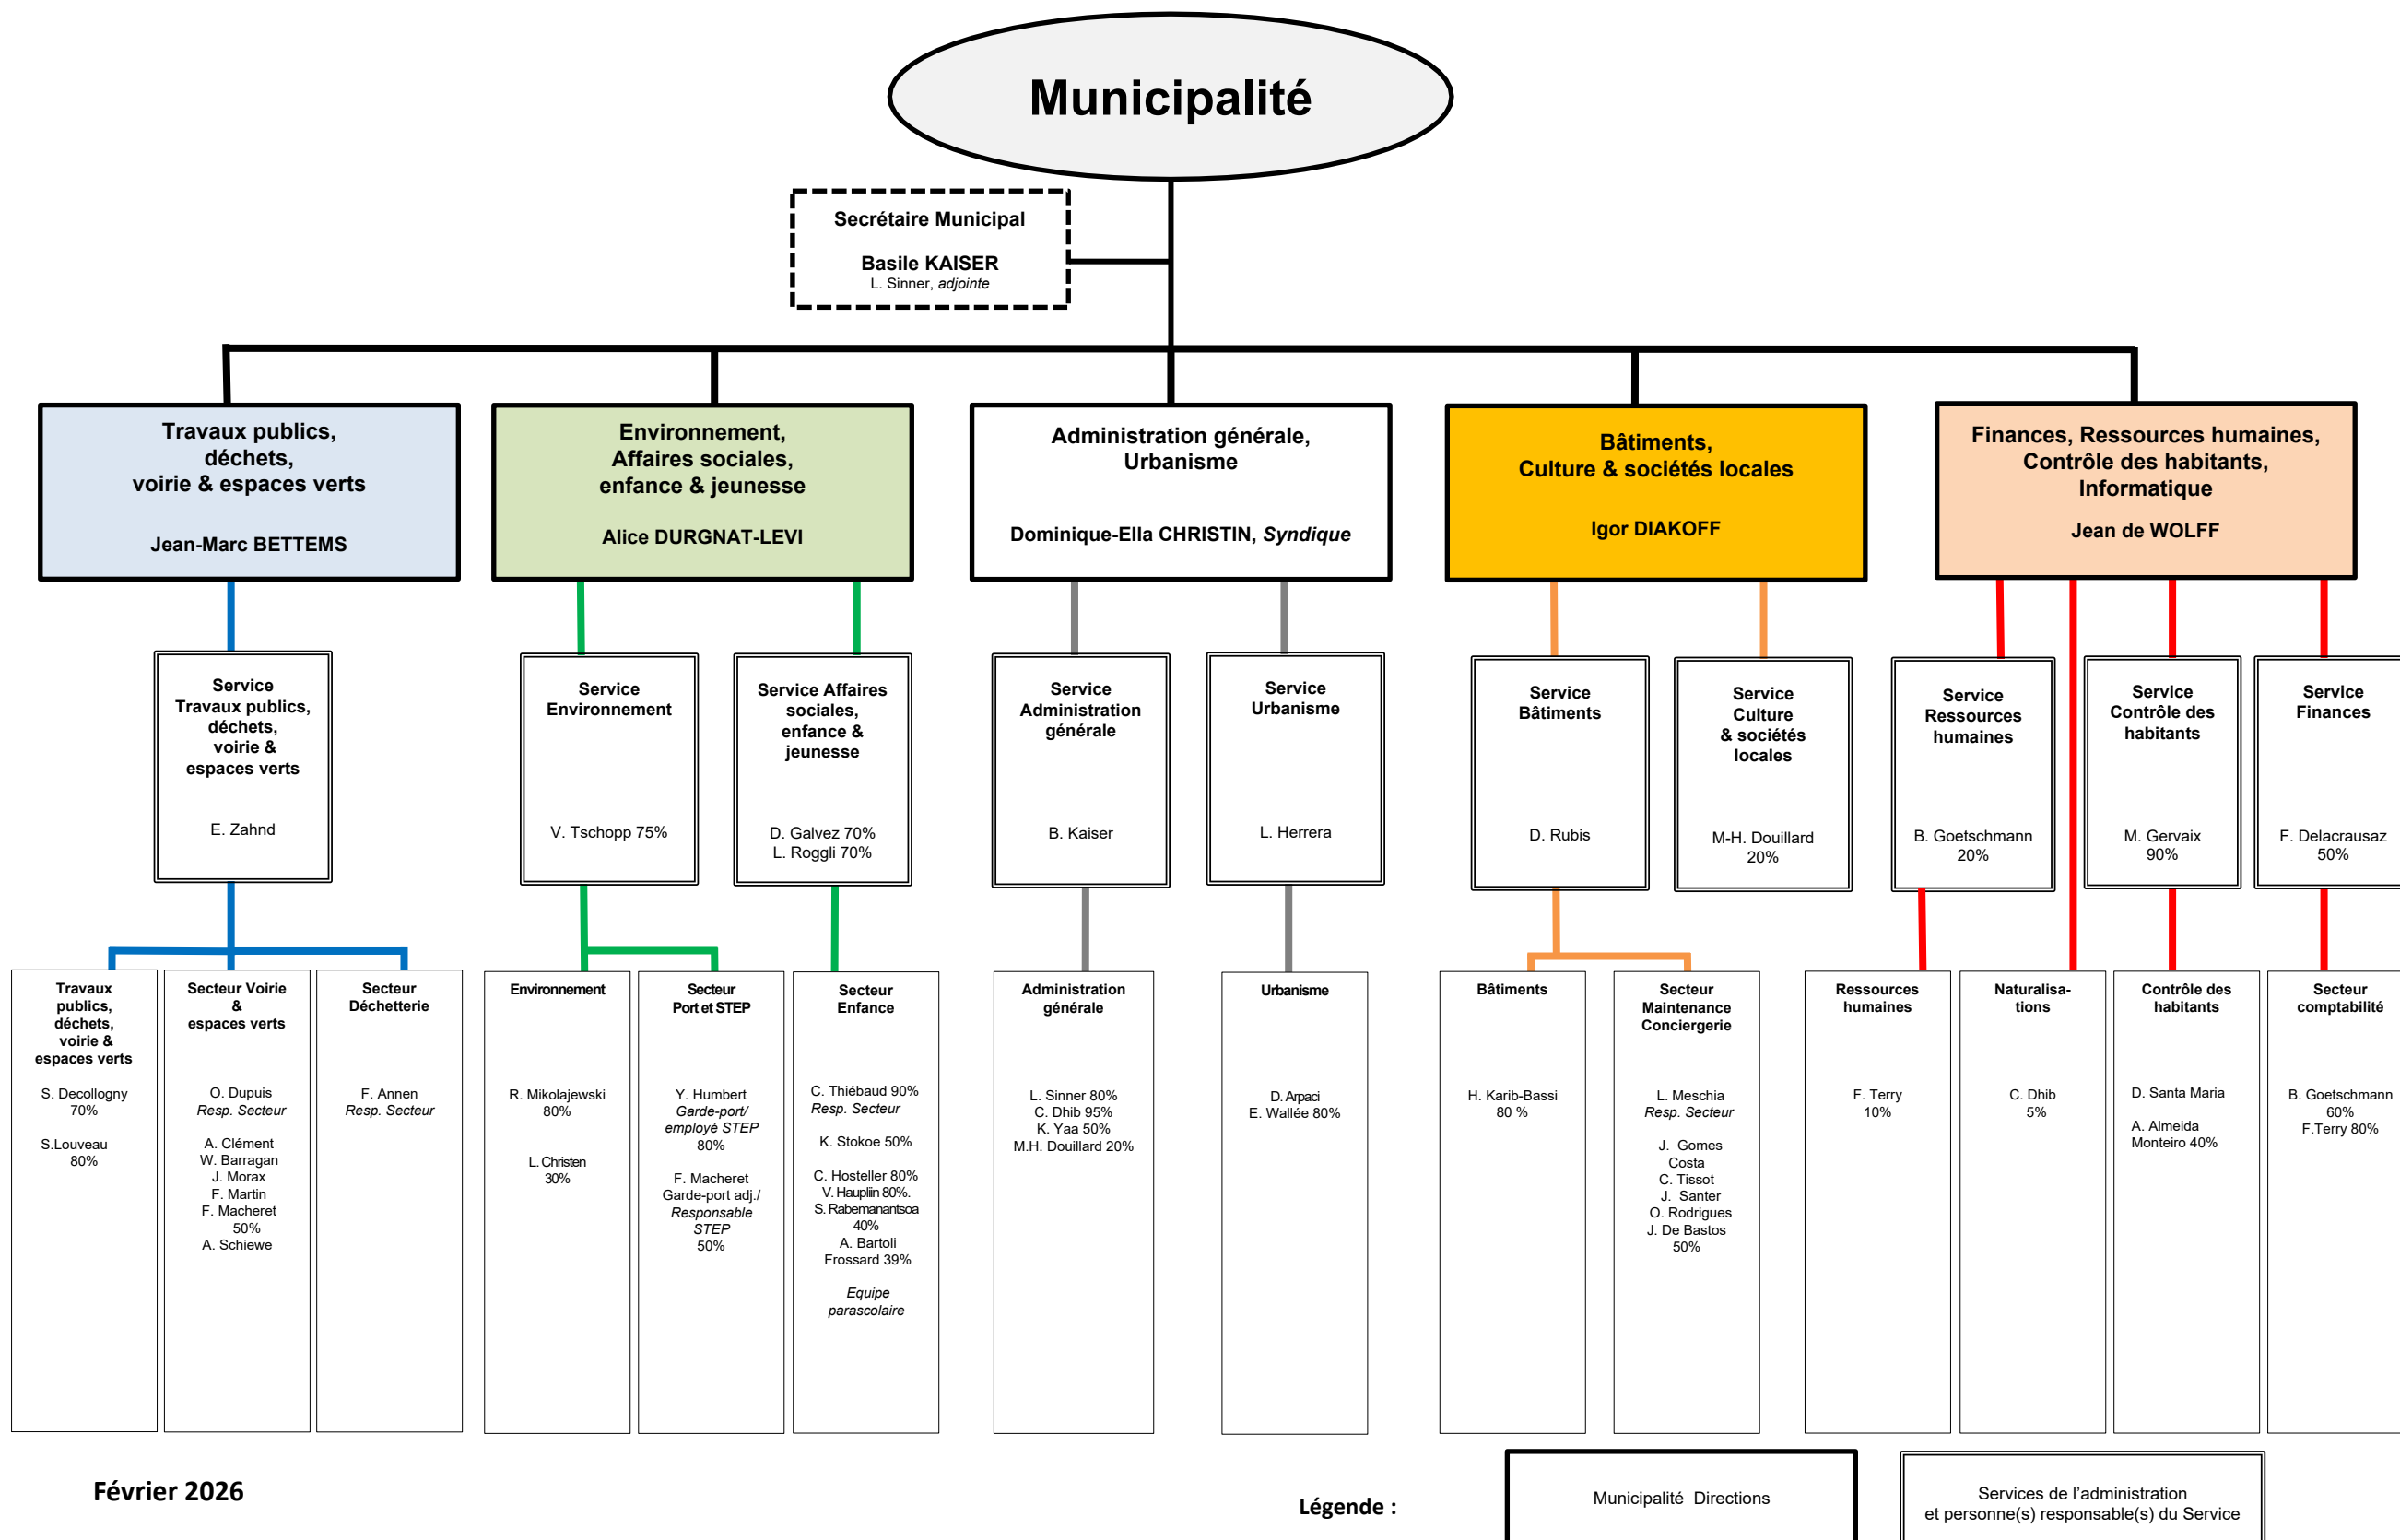 Municipalité
Secrétaire Municipal
Basile KAISER
L. Sinner, adjointe
Travaux publics,
déchets,
voirie & espaces verts
Jean-Marc BETTEMS
Environnement,
Affaires sociales,
enfance & jeunesse
Alice DURGNAT-LEVI
Administration générale,
Urbanisme
Dominique-Ella CHRISTIN, Syndique
Bâtiments,
Culture & sociétés locales
Igor DIAKOFF
Finances, Ressources humaines,
Contrôle des habitants,
Informatique
Jean de WOLFF
Service
Travaux publics,
déchets,
voirie &
espaces verts
E. Zahnd
Service
Environnement
V. Tschopp 75%
Service Affaires
sociales,
enfance &
jeunesse
D. Galvez 70%
L. Roggli 70%
Service
Administration
générale
B. Kaiser
Service
Urbanisme
L. Herrera
Service
Bâtiments
D. Rubis
Service
Culture
& sociétés
locales
M-H. Douillard
20%
Service
Ressources
humaines
B. Goetschmann
20%
Service
Contrôle des
habitants
M. Gervaix
90%
Service
Finances
F. Delacrausaz
50%
Travaux
publics,
déchets,
voirie &
espaces verts
S. Decollogny
70%
S.Louveau
80%
Secteur Voirie
&
espaces verts
O. Dupuis
Resp. Secteur
A. Clément
W. Barragan
J. Morax
F. Martin
F. Macheret
50%
A. Schiewe
Secteur
Déchetterie
F. Annen
Resp. Secteur
Environnement
R. Mikolajewski
80%
L. Christen
30%
Secteur
Port et STEP
Y. Humbert
Garde-port/
employé STEP
80%
F. Macheret
Garde-port adj./
Responsable
STEP
50%
Secteur
Enfance
C. Thiébaud 90%
Resp. Secteur
K. Stokoe 50%
C. Hosteller 80%
V. Haupliin 80%.
S. Rabemanantsoa
40%
A. Bartoli
Frossard 39%
Equipe
parascolaire
Administration
générale
L. Sinner 80%
C. Dhib 95%
K. Yaa 50%
M.H. Douillard 20%
Urbanisme
D. Arpaci
E. Wallée 80%
Bâtiments
H. Karib-Bassi
80 %
Secteur
Maintenance
Conciergerie
L. Meschia
Resp. Secteur
J. Gomes
Costa
C. Tissot
J. Santer
O. Rodrigues
J. De Bastos
50%
Ressources
humaines
F. Terry
10%
Naturalisa-
tions
C. Dhib
5%
Contrôle des
habitants
D. Santa Maria
A. Almeida
Monteiro 40%
Secteur
comptabilité
B. Goetschmann
60%
F.Terry 80%
Février 2026
Légende :
Municipalité Directions
Services de l'administration
et personne(s) responsable(s) du Service